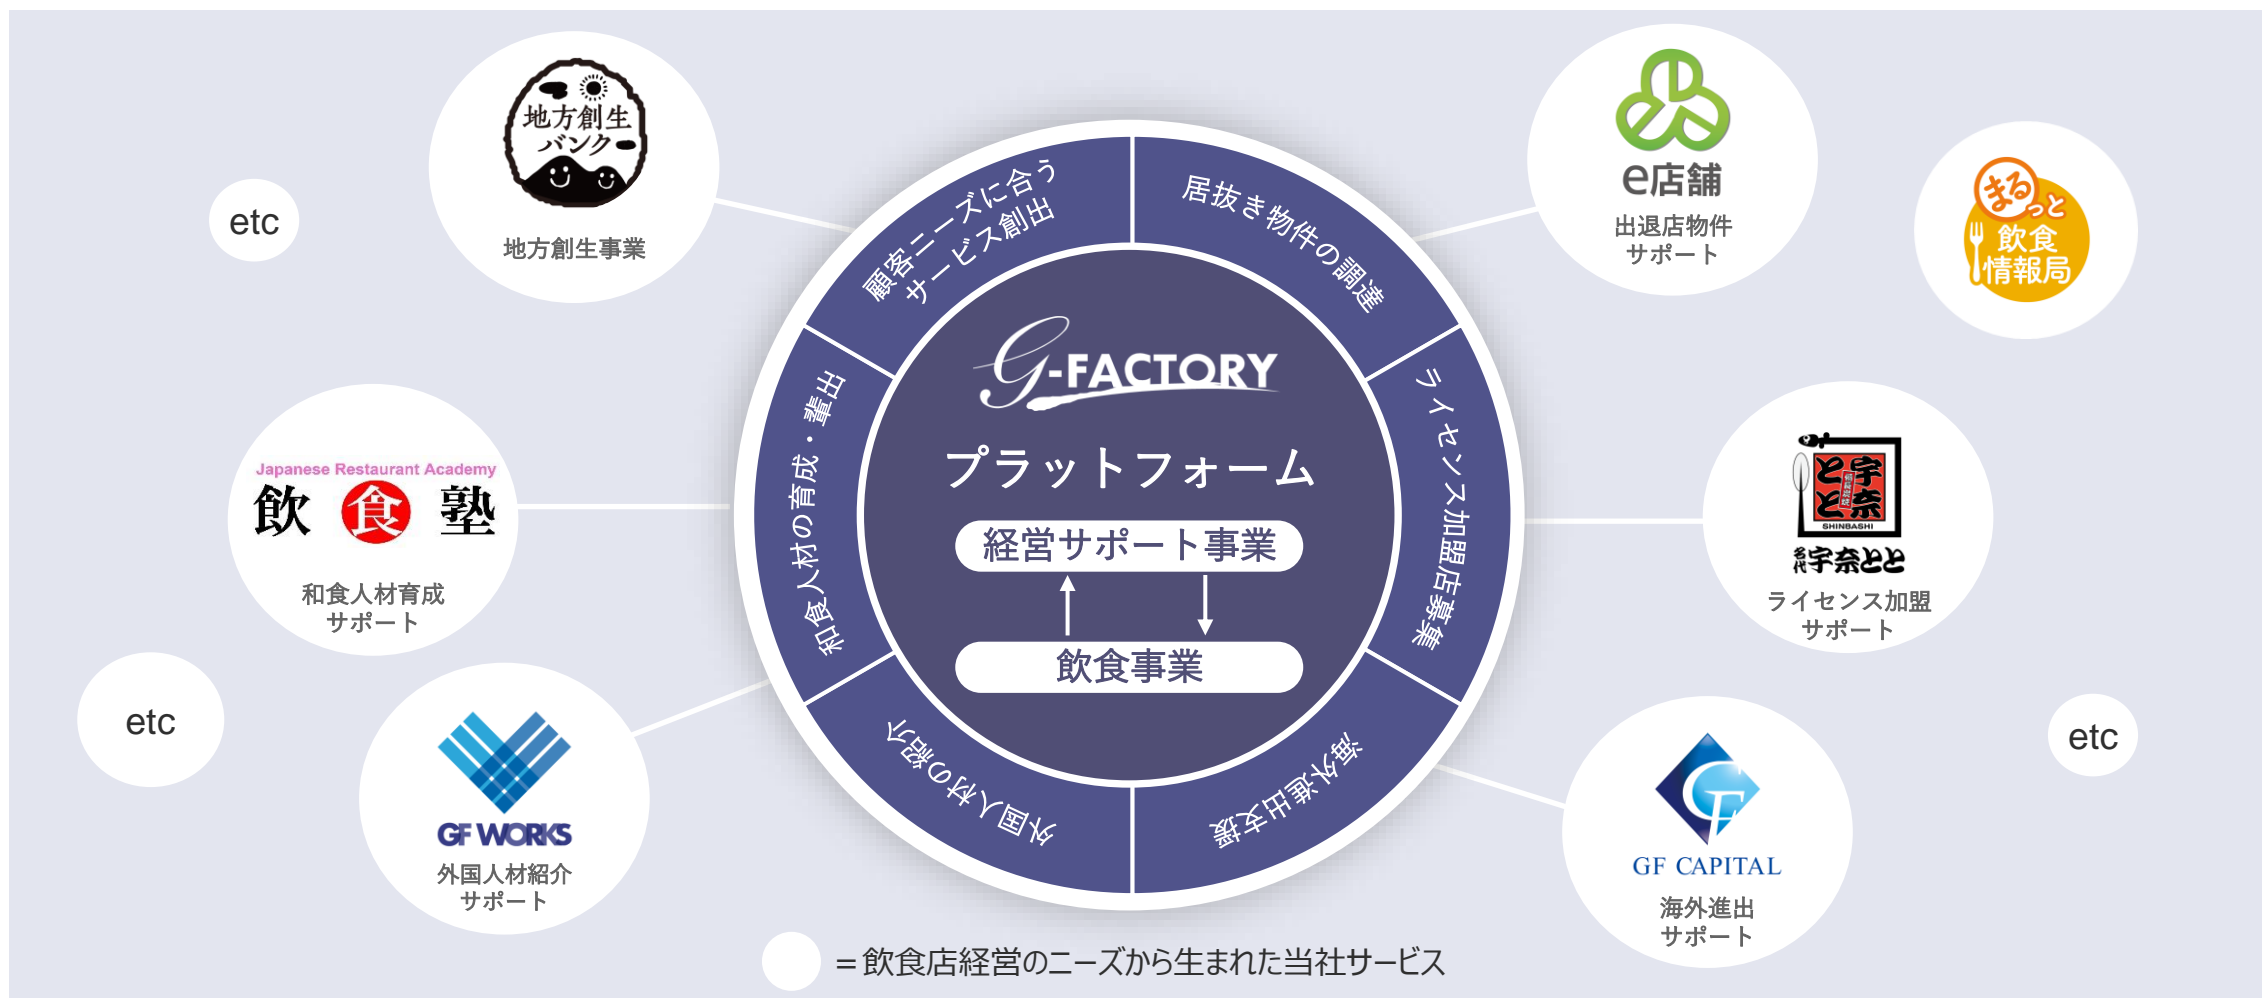 地方創生
バンク
地方創生事業
etc
e店舗
出退店物件
サポート
まるっと
飲食
情報局
顧客ニーズに合う
サービス創出
居抜き物件の調達
G-FACTORY
プラットフォーム
経営サポート事業
飲食事業
和食人材の育成・輩出
ライセンス加盟店募集
外国人材の紹介
海外進出支援
Japanese Restaurant Academy
飲食塾
和食人材育成
サポート
宇奈
とと
SHINBASHI
名代宇奈とと
ライセンス加盟
サポート
etc
GF WORKS
外国人材紹介
サポート
GF
GF CAPITAL
海外進出
サポート
etc
＝飲食店経営のニーズから生まれた当社サービス